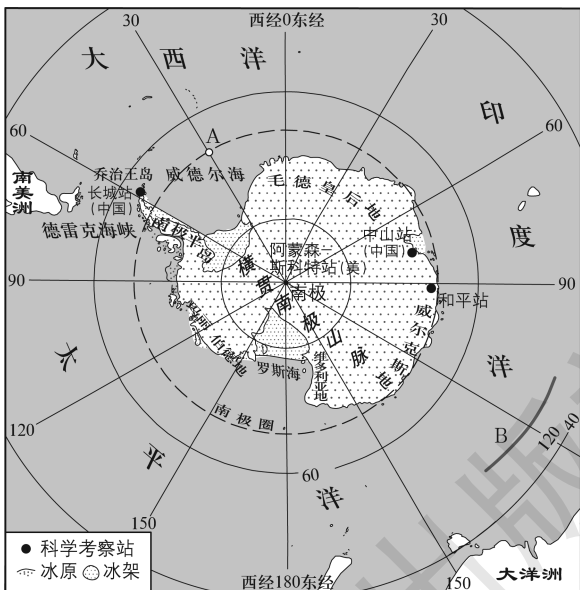 30
西经0东经
30
大西洋
印
60
A
60
南美洲
乔治王岛
威德尔海
毛德皇后地
长城站
(中国)
度
德雷克海峡
南极半岛
中山站
(中国)
阿蒙森-
斯科特站(美)
横贯南极山脉
90
南极
90
和平站
玛丽·伯德地
威尔克斯地
洋
大
罗斯海
维多利亚地
南极圈
B
120
120
40
平
60
洋
150
科学考察站
冰原
冰架
西经180东经
150
大洋洲
版